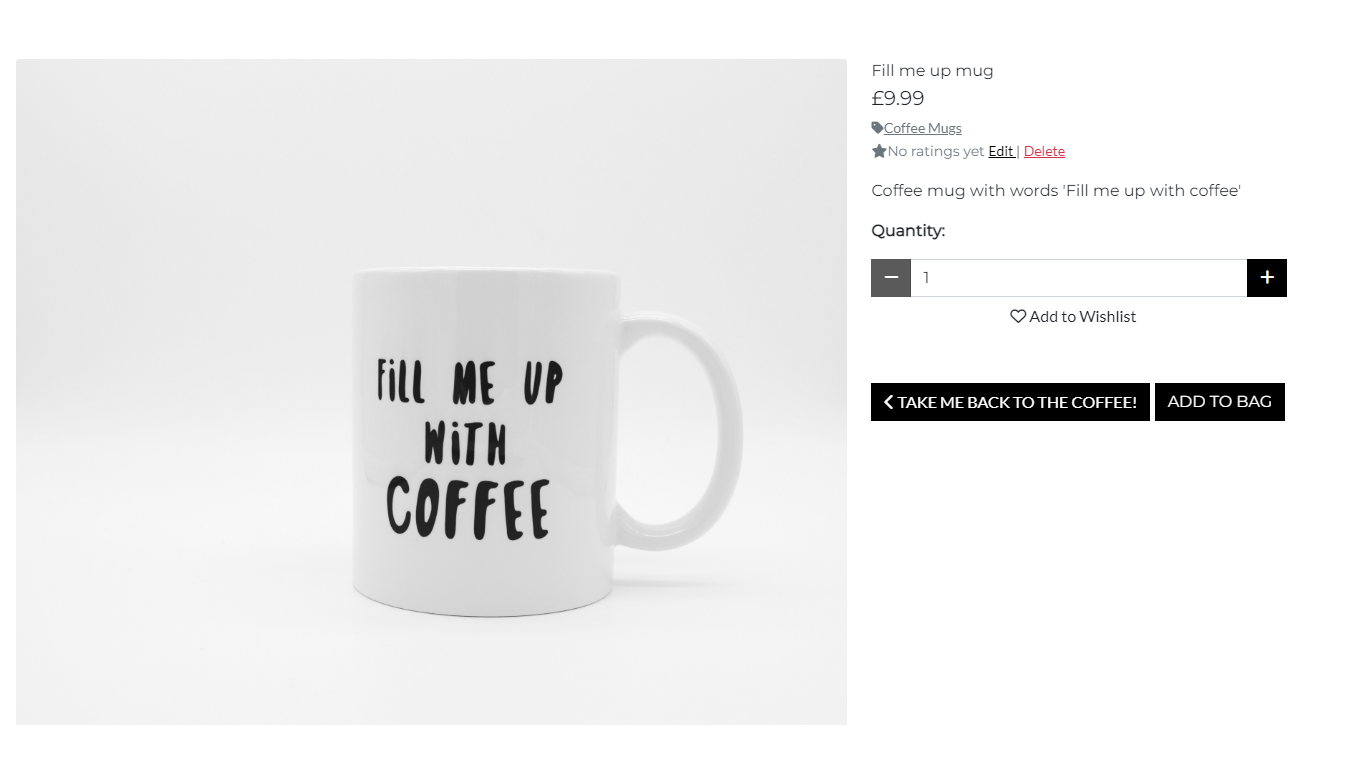 FiLL ME UP
WiTH
COFFEE
Fill me up mug
£9.99
Coffee Mugs
No ratings yet Edit | Delete
Coffee mug with words 'Fill me up with coffee'
Quantity:
1
Add to Wishlist
TAKE ME BACK TO THE COFFEE! ADD TO BAG